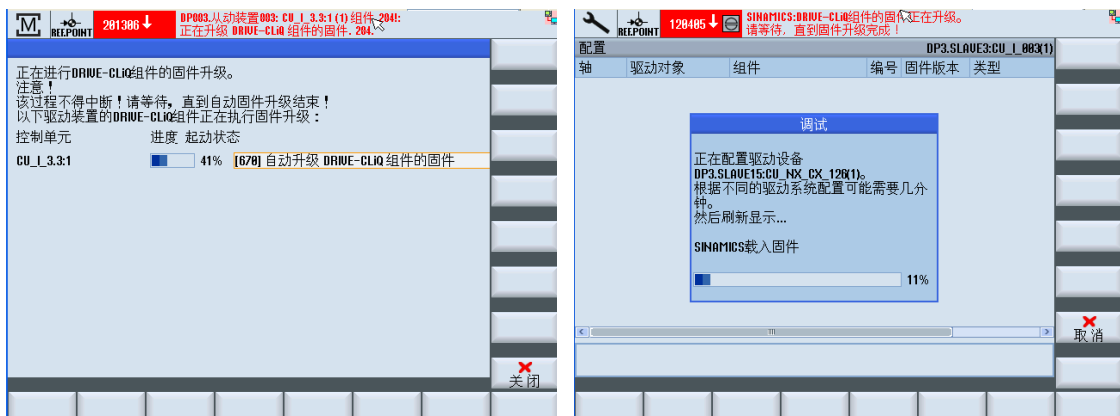 M
REF.POINT
201306
DP003.从动装置003: CU_I_3.3:1 (1) 组件 204!:
正在升级 DRIVE-CLiQ 组件的固件. 204.
正在进行DRIVE-CLiQ组件的固件升级。
注意！
该过程不得中断！请等待，直到自动固件升级结束！
以下驱动装置的DRIVE-CLiQ组件正在执行固件升级：
控制单元 进度 起动状态
CU_I_3.3:1 41% [670] 自动升级 DRIVE-CLiQ 组件的固件
关闭
REF.POINT
120405
SINAMICS:DRIVE-CLiQ组件的固件正在升级。
请等待, 直到固件升级完成！
配置 DP3.SLAVE3:CU_I_003(1)
轴 驱动对象 组件 编号 固件版本 类型
调试
正在配置驱动设备
DP3.SLAVE15:CU_NX_CX_126(1)。
根据不同的驱动系统配置可能需要几分
钟。
然后刷新显示...
SINAMICS载入固件
11%
取消